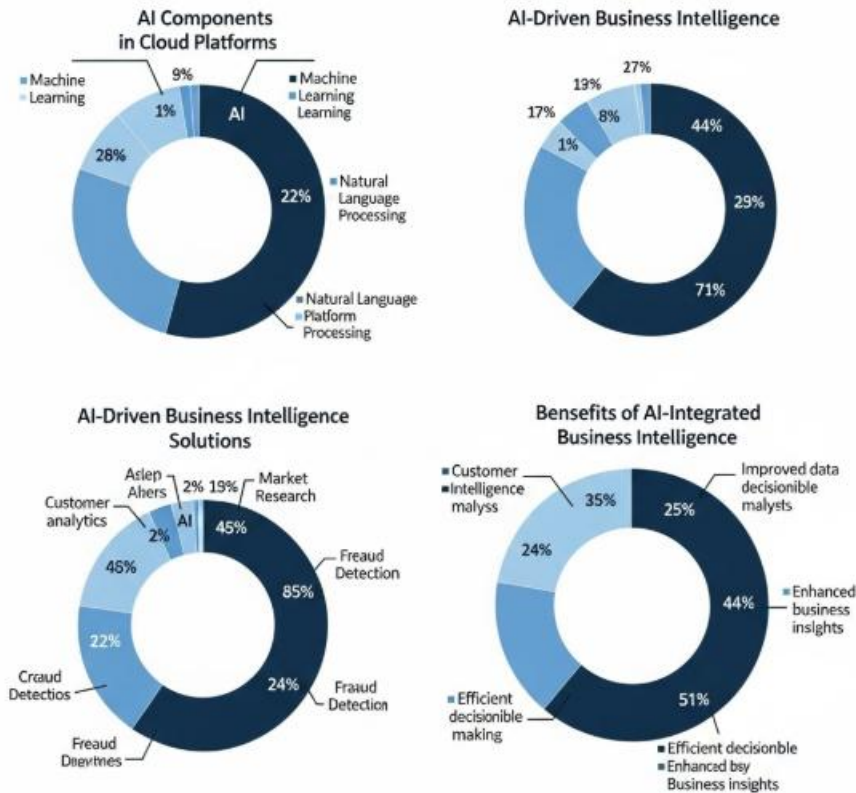 AI Components
in Cloud Platforms
Machine
Learning
9%
1%
AI
Machine
Learning
Learning
28%
22%
Natural
Language
Processing
Natural Language
Platform
Processing
AI-Driven Business Intelligence
27%
19%
17%
8%
1%
44%
29%
71%
AI-Driven Business Intelligence
Solutions
Aslep
Ahers
2% 19%
Market
Research
Customer
analytics
AI
2%
45%
46%
Fraud
Detection
85%
22%
24%
Fraud
Detection
Craud
Detectios
Freaud
Bensefits of AI-Integrated
Business Intelligence
Customer
Intelligence
malyss
35%
25%
Improved data
decisionible
malysts
24%
44%
Enhanced
business
insights
51%
Efficient
decisionible
making
Efficient decisionble
Enhanced bsy
Business insights